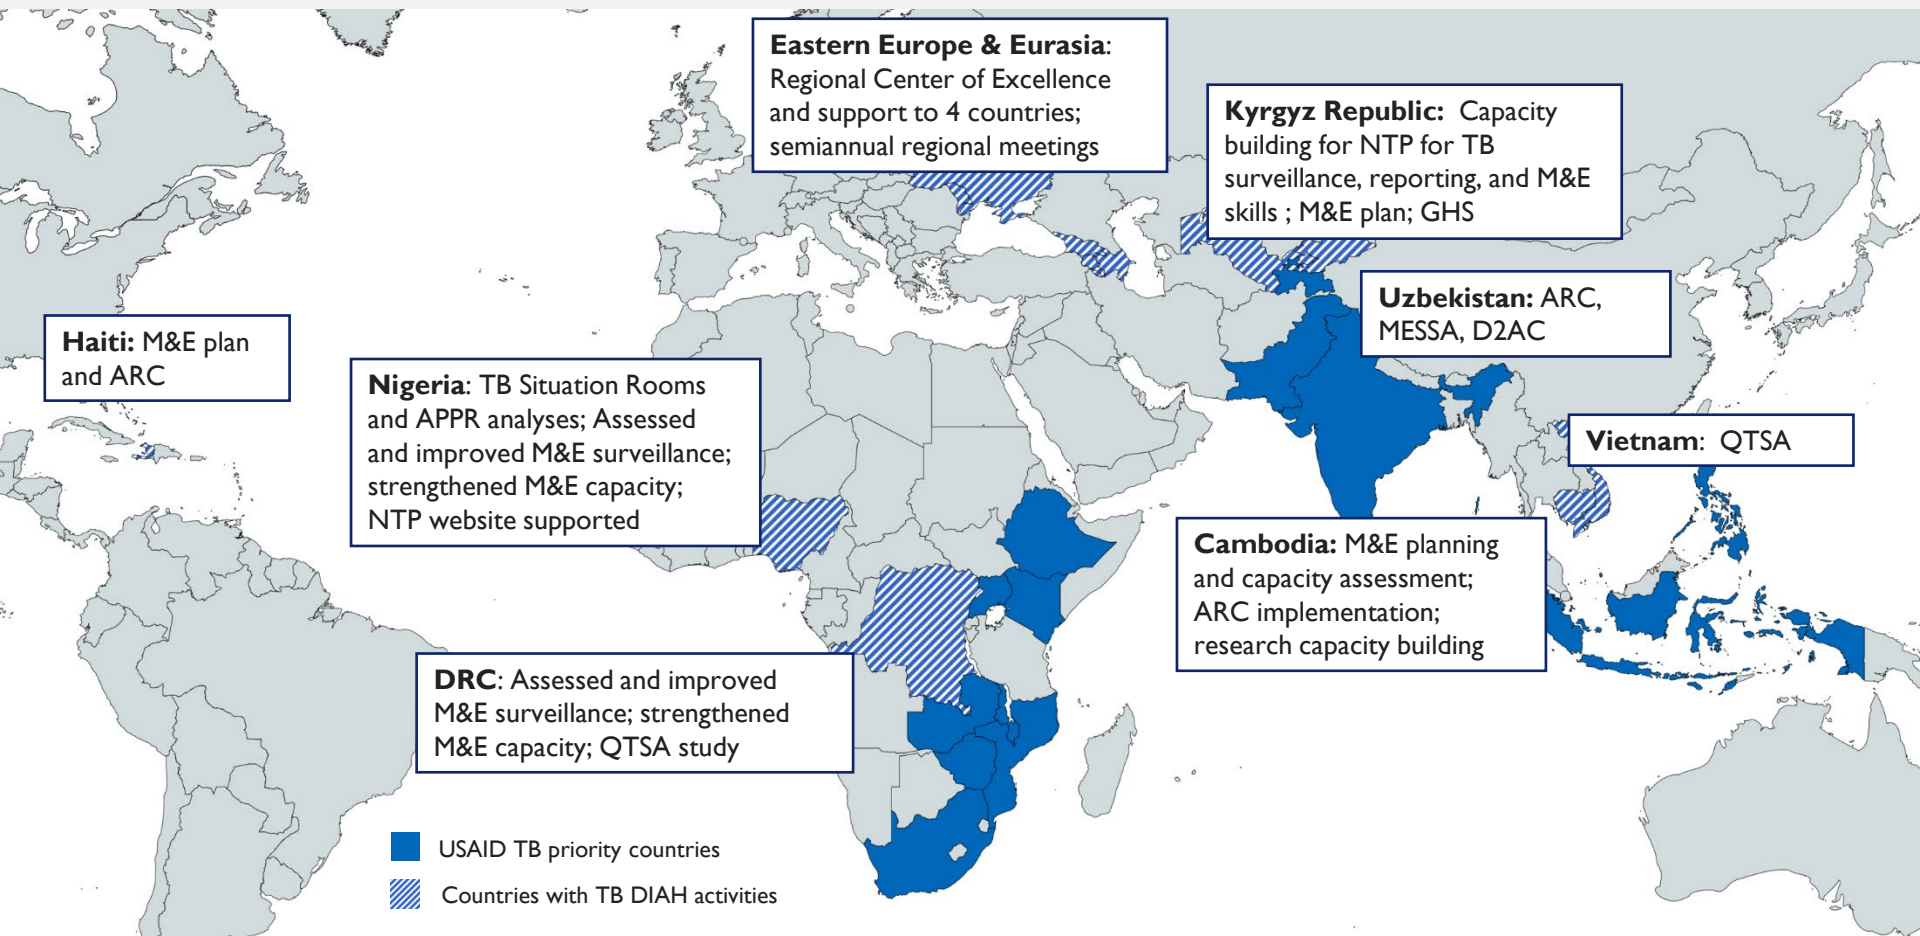 Eastern Europe & Eurasia:
Regional Center of Excellence
and support to 4 countries;
semiannual regional meetings
Kyrgyz Republic: Capacity
building for NTP for TB
surveillance, reporting, and M&E
skills ; M&E plan; GHS
Uzbekistan: ARC,
MESSA, D2AC
Haiti: M&E plan
and ARC
Nigeria: TB Situation Rooms
and APPR analyses; Assessed
and improved M&E surveillance;
strengthened M&E capacity;
NTP website supported
Vietnam: QTSA
Cambodia: M&E planning
and capacity assessment;
ARC implementation;
research capacity building
DRC: Assessed and improved
M&E surveillance; strengthened
M&E capacity; QTSA study
USAID TB priority countries
Countries with TB DIAH activities